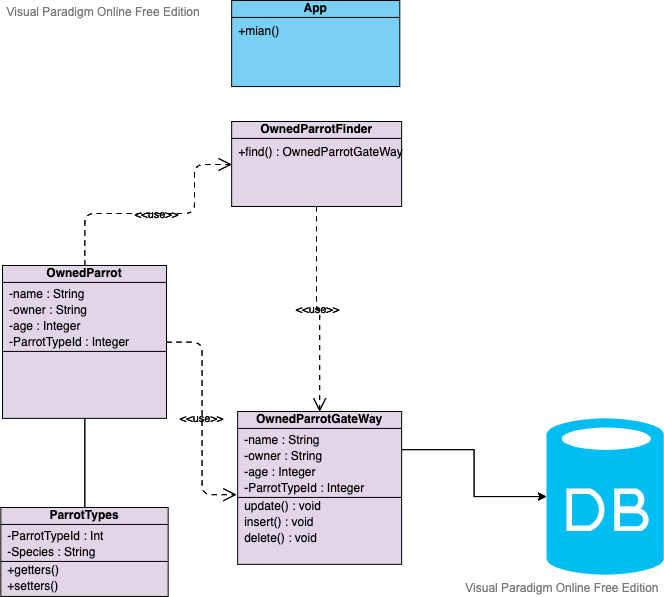 Visual Paradigm Online Free Edition
App
+mian()
OwnedParrotFinder
+find() : OwnedParrotGateWay
<<use>>
OwnedParrot
-name : String
-owner : String
-age : Integer
-ParrotTypeId : Integer
<<use>>
<<use>>
OwnedParrotGateWay
-name : String
-owner : String
-age : Integer
-ParrotTypeId : Integer
update() : void
insert() : void
delete() : void
DB
ParrotTypes
-ParrotTypeId : Int
-Species : String
+getters()
+setters()
Visual Paradigm Online Free Edition